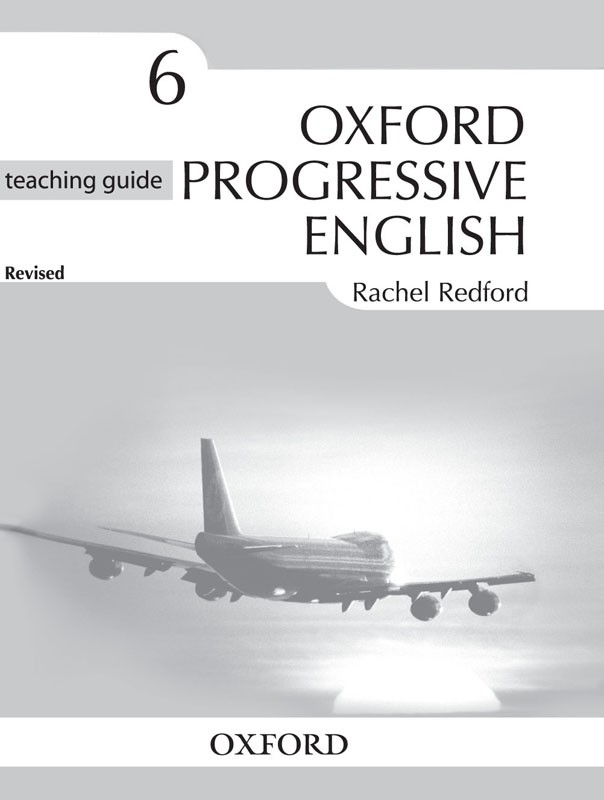 6
OXFORD
teaching guide PROGRESSIVE
ENGLISH
Revised
Rachel Redford
OXFORD